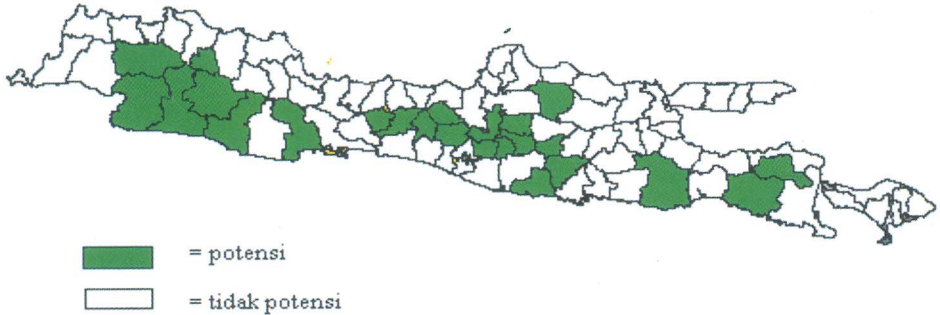 = potensi
= tidak potensi